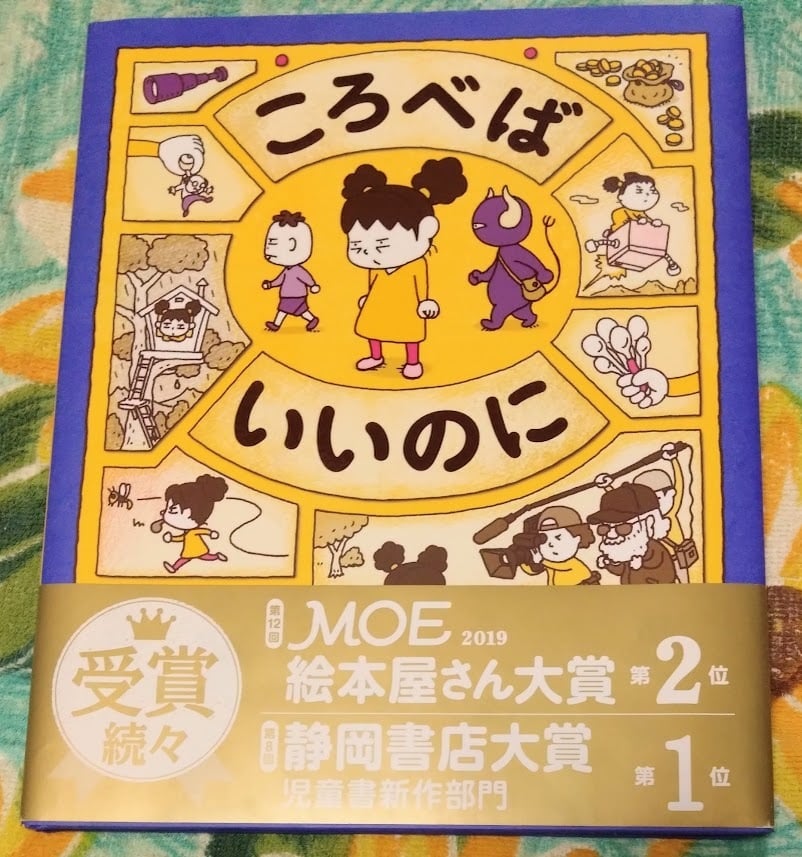 ころべば
いいのに
受賞
続々
第12回
MOE 2019
絵本屋さん大賞 第2位
第8回
静岡書店大賞
児童書新作部門
第1位